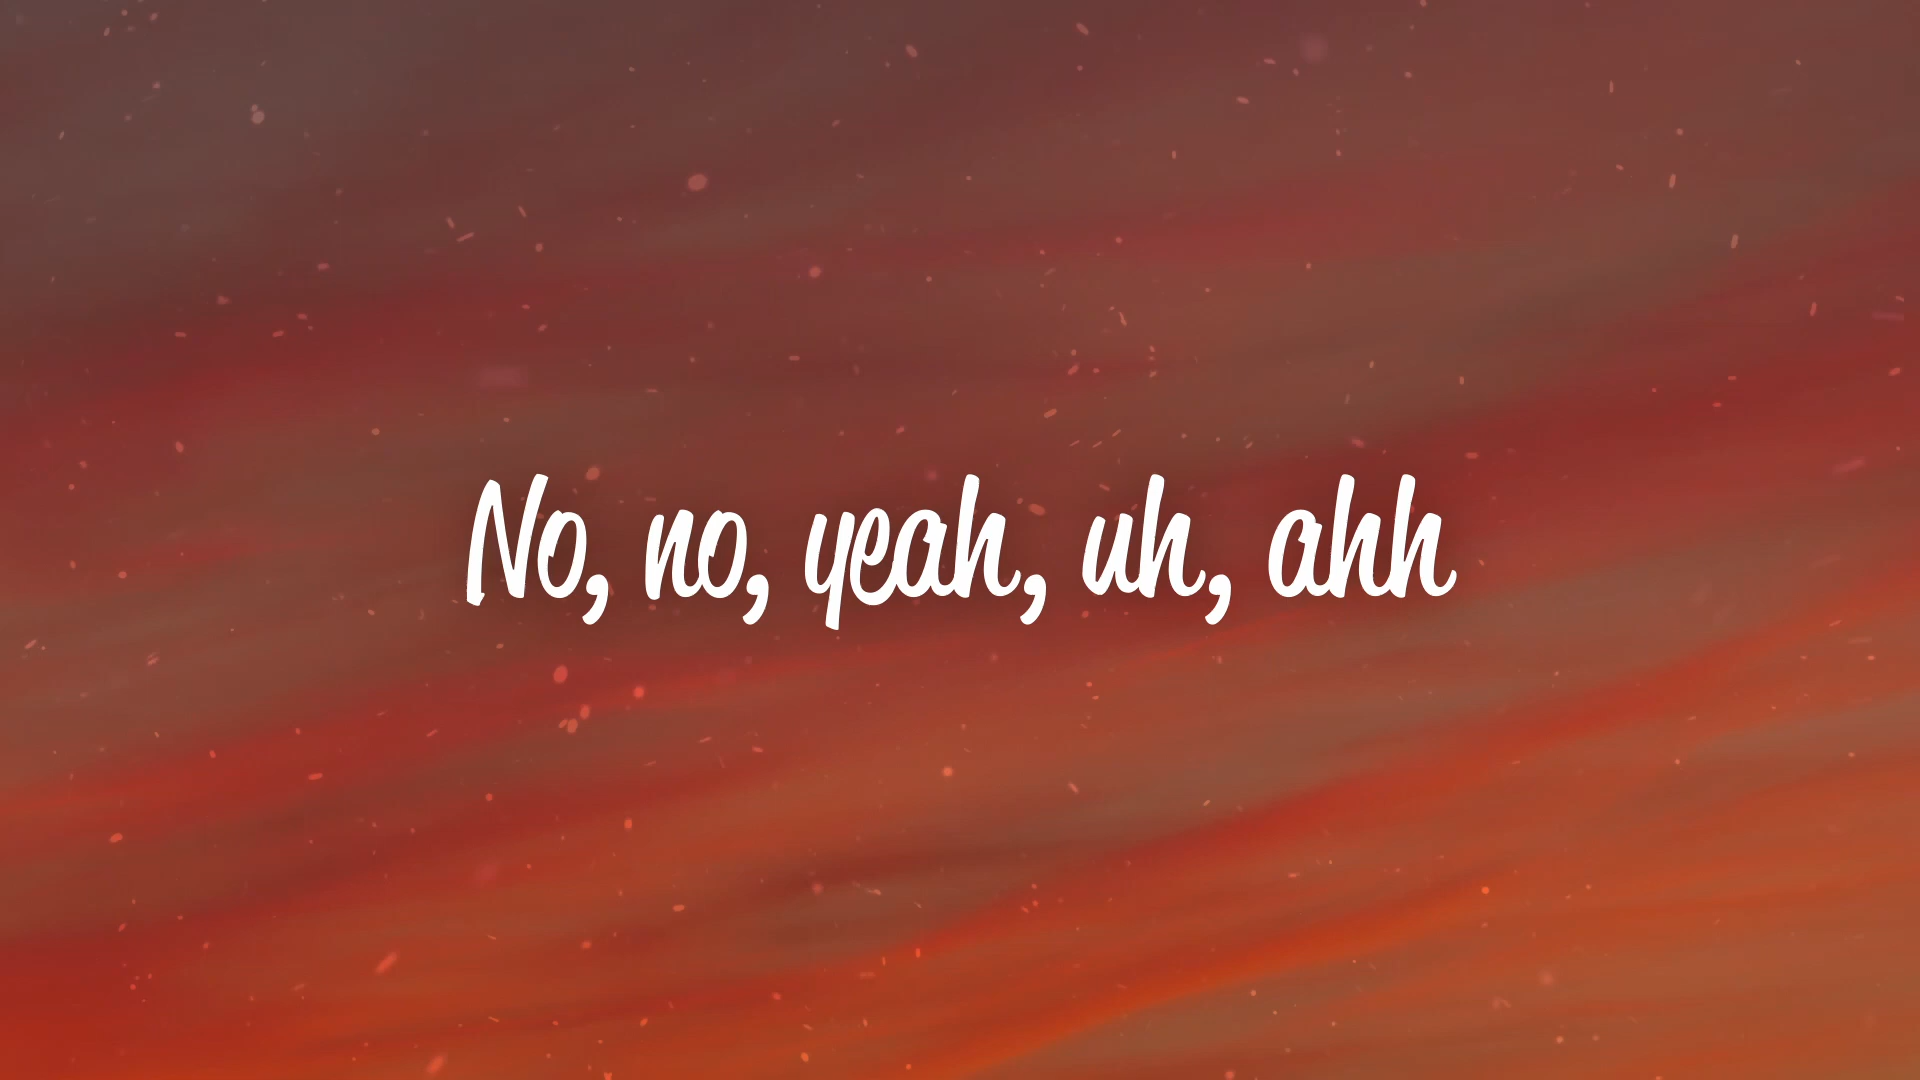 No, no, yeah, uh, ahh